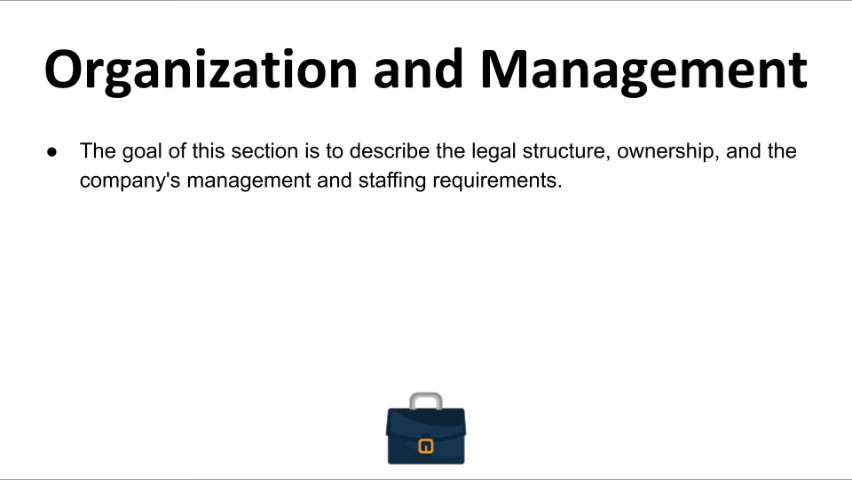 Organization and Management
● The goal of this section is to describe the legal structure, ownership, and the
company's management and staffing requirements.